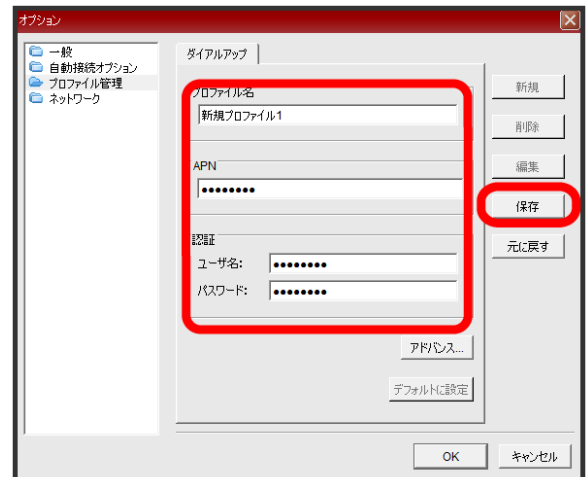 オプション
一般
自動接続オプション
プロファイル管理
ネットワーク
ダイアルアップ
プロファイル名
新規プロファイル1
APN
●●●●●●●●
認証
ユーザ名: ●●●●●●●●
パスワード: ●●●●●●●●
アドバンス...
デフォルトに設定
新規
削除
編集
保存
元に戻す
OK
キャンセル